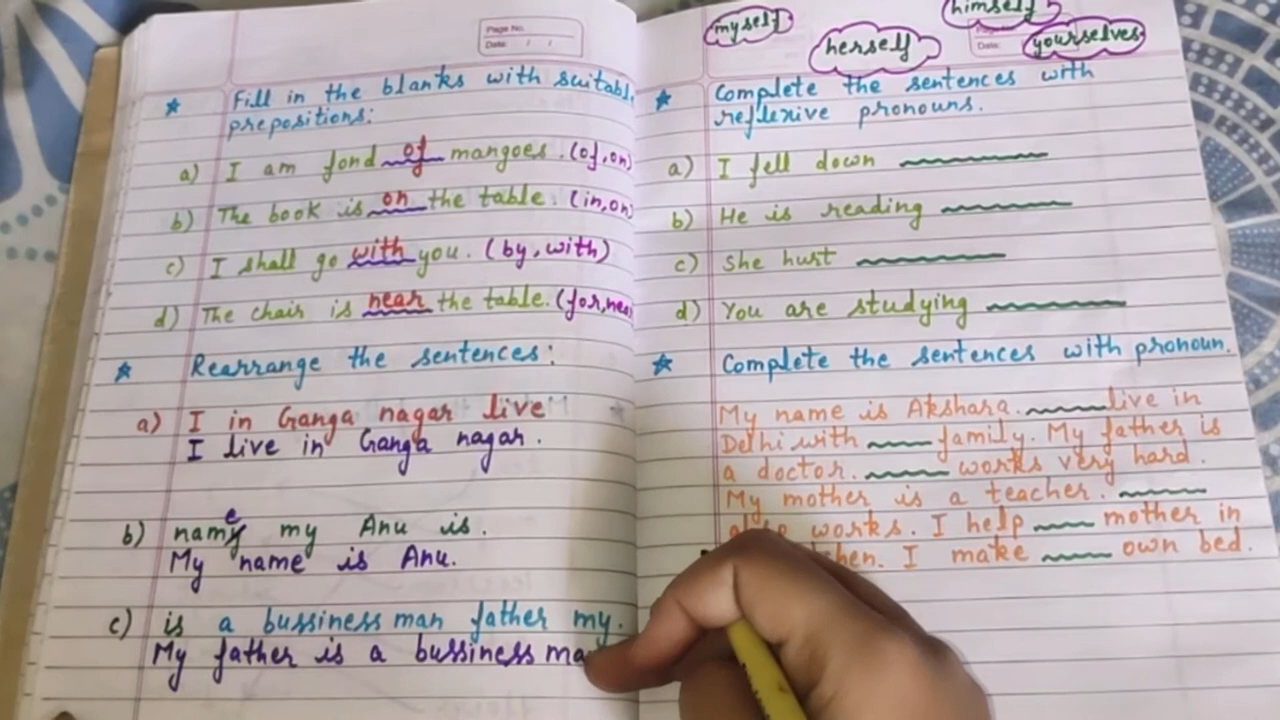 Page No.
Date: / /
★ Fill in the blanks with suitabl
prepositions:
a) I am fond of mangoes. (of, on)
b) The book is on the table. (in, on)
c) I shall go with you. (by, with)
d) The chair is near the table. (for, nea
★ Rearrange the sentences:
a) I in Ganga nagar live
I live in Ganga nagar.
b) name my Anu is.
My name is Anu.
c) is a bussiness man father my.
My father is a bussiness ma
myself
herself
himself
yourselves
Date:
★ Complete the sentences with
reflexive pronouns.
a) I fell down
b) He is reading
c) She hurt
d) You are studying
★ Complete the sentences with pronoun.
My name is Akshara. live in
Delhi with family. My father is
a doctor. works very hard.
My mother is a teacher.
works. I help mother in
hen. I make own bed.